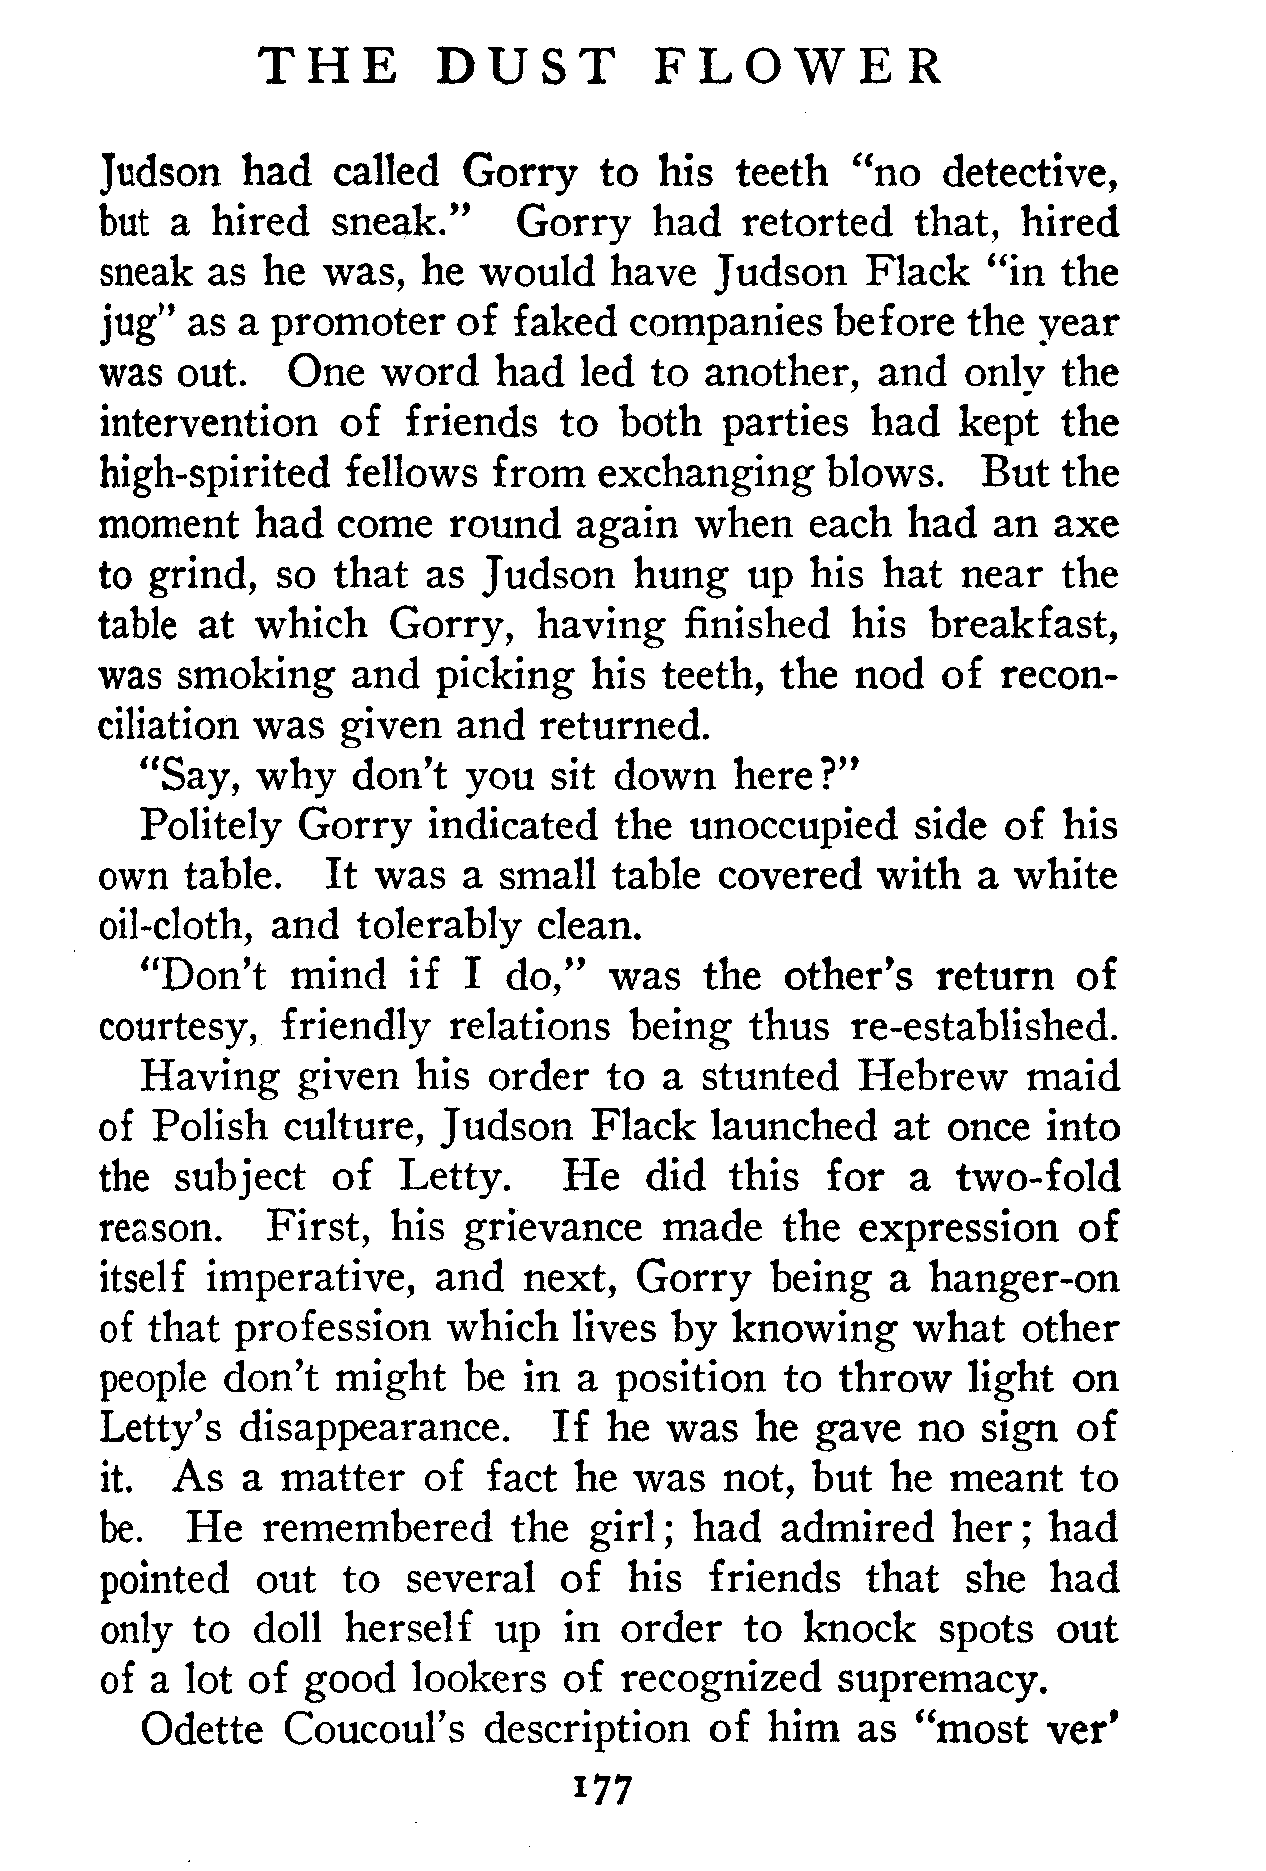 THE DUST FLOWER
Judson had called Gorry to his teeth “no detective,
but a hired sneak.” Gorry had retorted that, hired
sneak as he was, he would have Judson Flack “in the
jug” as a promoter of faked companies before the year
was out. One word had led to another, and only the
intervention of friends to both parties had kept the
high-spirited fellows from exchanging blows. But the
moment had come round again when each had an axe
to grind, so that as Judson hung up his hat near the
table at which Gorry, having finished his breakfast,
was smoking and picking his teeth, the nod of recon-
ciliation was given and returned.
“Say, why don't you sit down here?”
Politely Gorry indicated the unoccupied side of his
own table. It was a small table covered with a white
oil-cloth, and tolerably clean.
“Don't mind if I do,” was the other's return of
courtesy, friendly relations being thus re-established.
Having given his order to a stunted Hebrew maid
of Polish culture, Judson Flack launched at once into
the subject of Letty. He did this for a two-fold
reason. First, his grievance made the expression of
itself imperative, and next, Gorry being a hanger-on
of that profession which lives by knowing what other
people don't might be in a position to throw light on
Letty's disappearance. If he was he gave no sign of
it. As a matter of fact he was not, but he meant to
be. He remembered the girl; had admired her; had
pointed out to several of his friends that she had
only to doll herself up in order to knock spots out
of a lot of good lookers of recognized supremacy.
Odette Coucoul's description of him as “most ver'
177